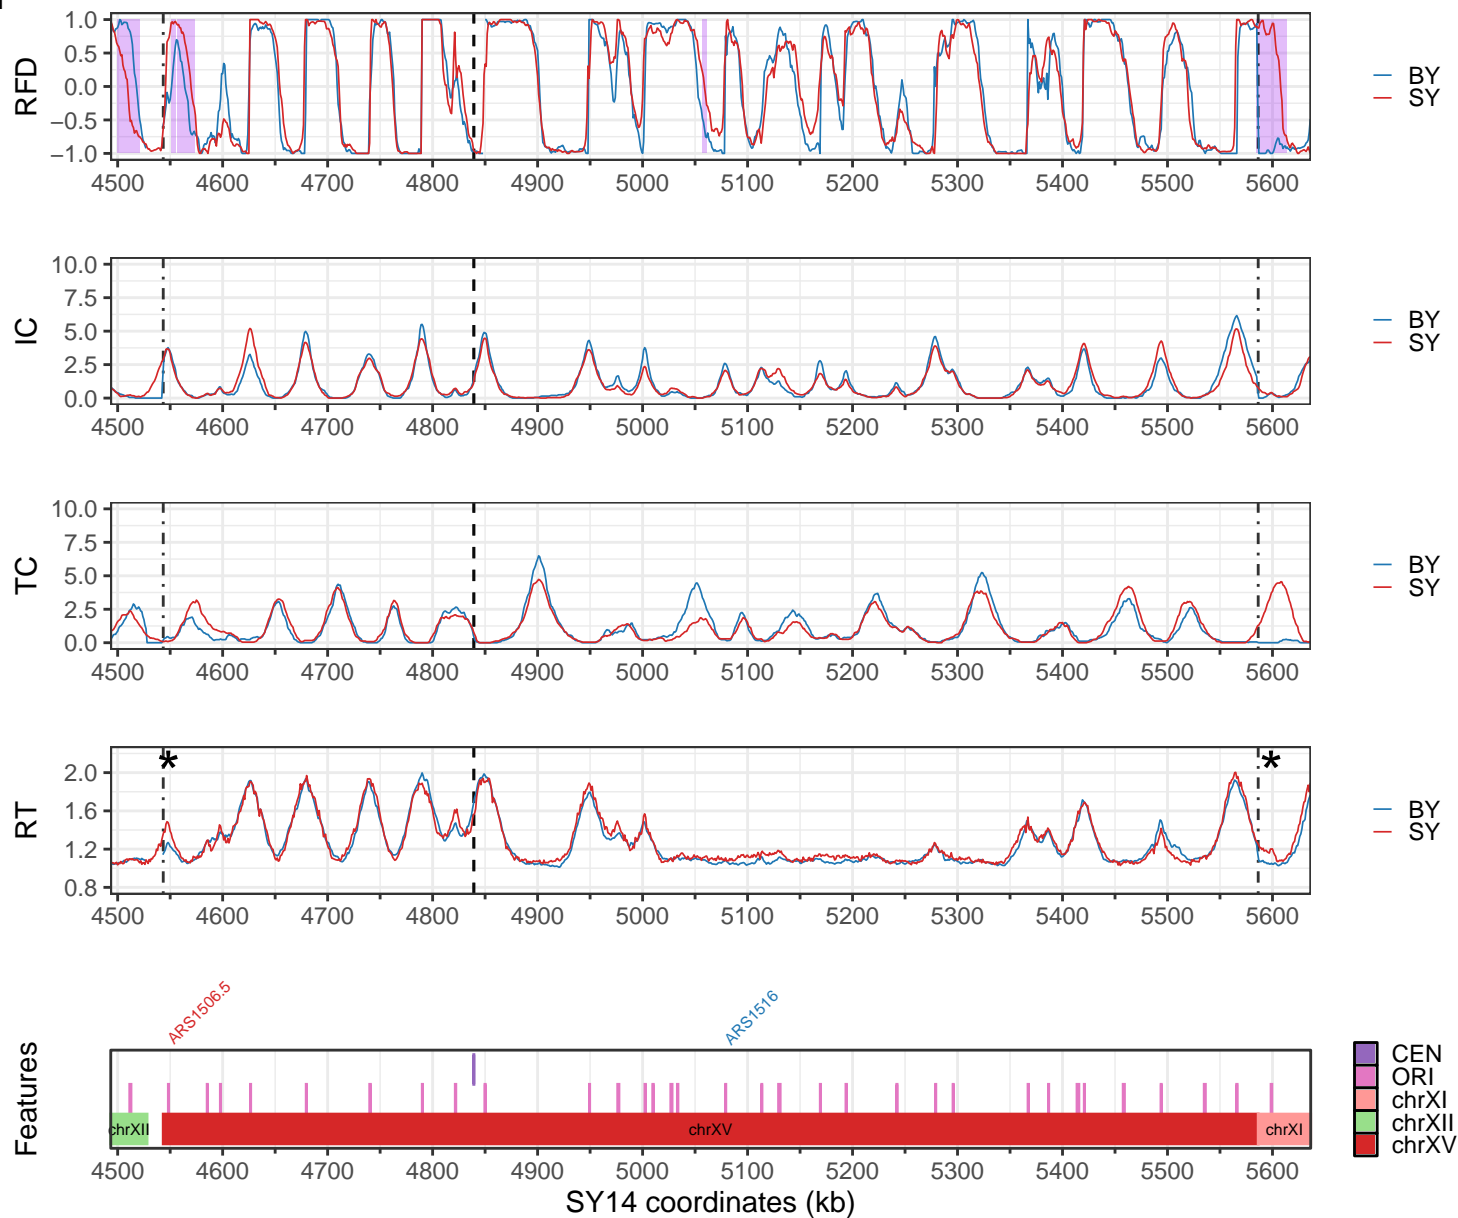 RFD
1.0
0.5
0.0
−0.5
−1.0
4500 4600 4700 4800 4900 5000 5100 5200 5300 5400 5500 5600
BY
SY
IC
10.0
7.5
5.0
2.5
0.0
4500 4600 4700 4800 4900 5000 5100 5200 5300 5400 5500 5600
BY
SY
TC
10.0
7.5
5.0
2.5
0.0
4500 4600 4700 4800 4900 5000 5100 5200 5300 5400 5500 5600
BY
SY
RT
* *
2.0
1.6
1.2
0.8
4500 4600 4700 4800 4900 5000 5100 5200 5300 5400 5500 5600
BY
SY
Features
ARS1506.5 ARS1516
chrXII chrXV chrXI
4500 4600 4700 4800 4900 5000 5100 5200 5300 5400 5500 5600
SY14 coordinates (kb)
CEN
ORI
chrXI
chrXII
chrXV